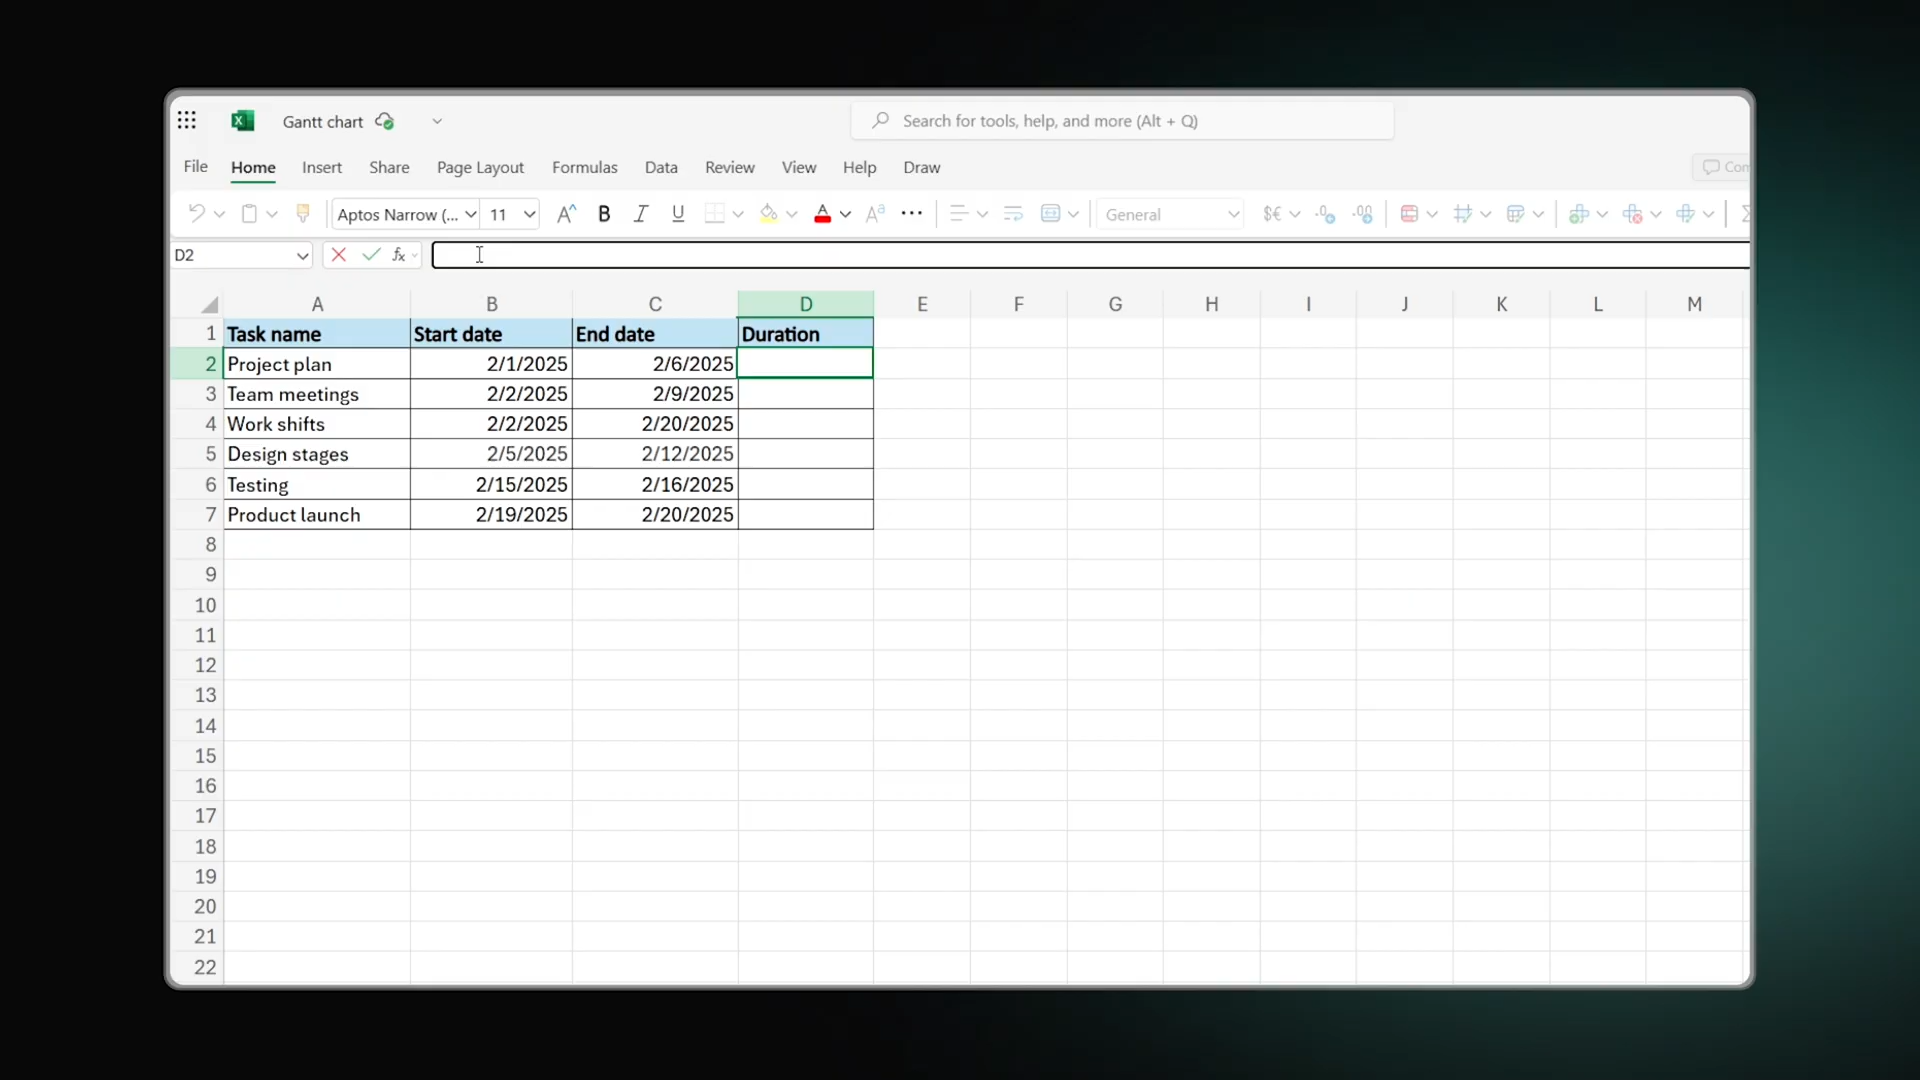 Gantt chart
Search for tools, help, and more (Alt + Q)
File Home Insert Share Page Layout Formulas Data Review View Help Draw
Aptos Narrow (... 11 B I U General $€
D2 fx
A B C D E F G H I J K L M
1 Task name Start date End date Duration
2 Project plan 2/1/2025 2/6/2025
3 Team meetings 2/2/2025 2/9/2025
4 Work shifts 2/2/2025 2/20/2025
5 Design stages 2/5/2025 2/12/2025
6 Testing 2/15/2025 2/16/2025
7 Product launch 2/19/2025 2/20/2025
8
9
10
11
12
13
14
15
16
17
18
19
20
21
22